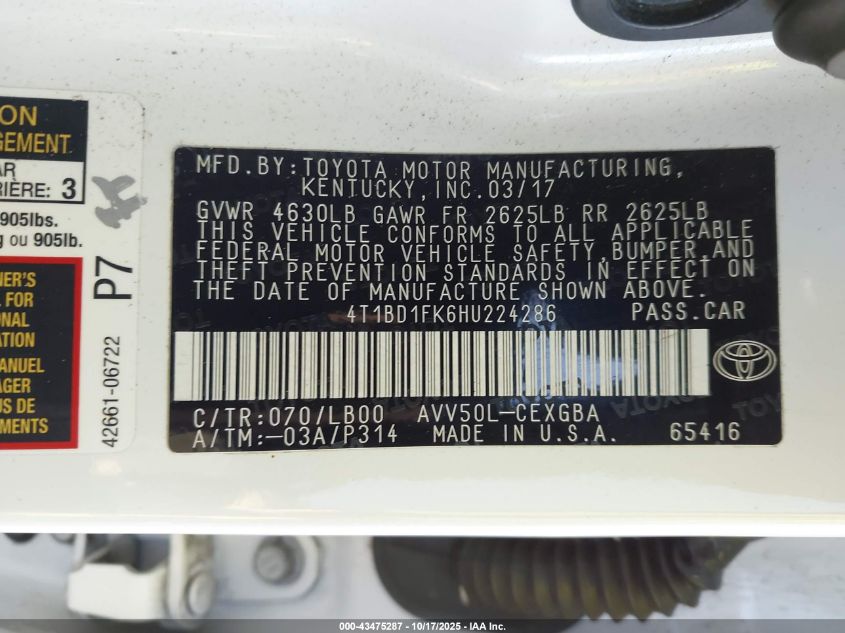 ON
GEMENT
AR
RIÈRE: 3
905lbs.
g ou 905lb.
NER'S
L FOR
ONAL
ATION
ANUEL
AGER
US DE
EMENTS
P7
42661-06722
MFD.BY:TOYOTA MOTOR MANUFACTURING,
KENTUCKY,INC.03/17
GVWR 4630LB GAWR FR 2625LB RR 2625LB
THIS VEHICLE CONFORMS TO ALL APPLICABLE
FEDERAL MOTOR VEHICLE SAFETY,BUMPER,AND
THEFT PREVENTION STANDARDS IN EFFECT ON
THE DATE OF MANUFACTURE SHOWN ABOVE.
4T1BD1FK6HU224286 PASS.CAR
C/TR:070/LB00 AVV50L-CEXGBA
A/TM:-03A/P314 MADE IN U.S.A. 65416
000-43475287 - 10/17/2025 - IAA Inc.